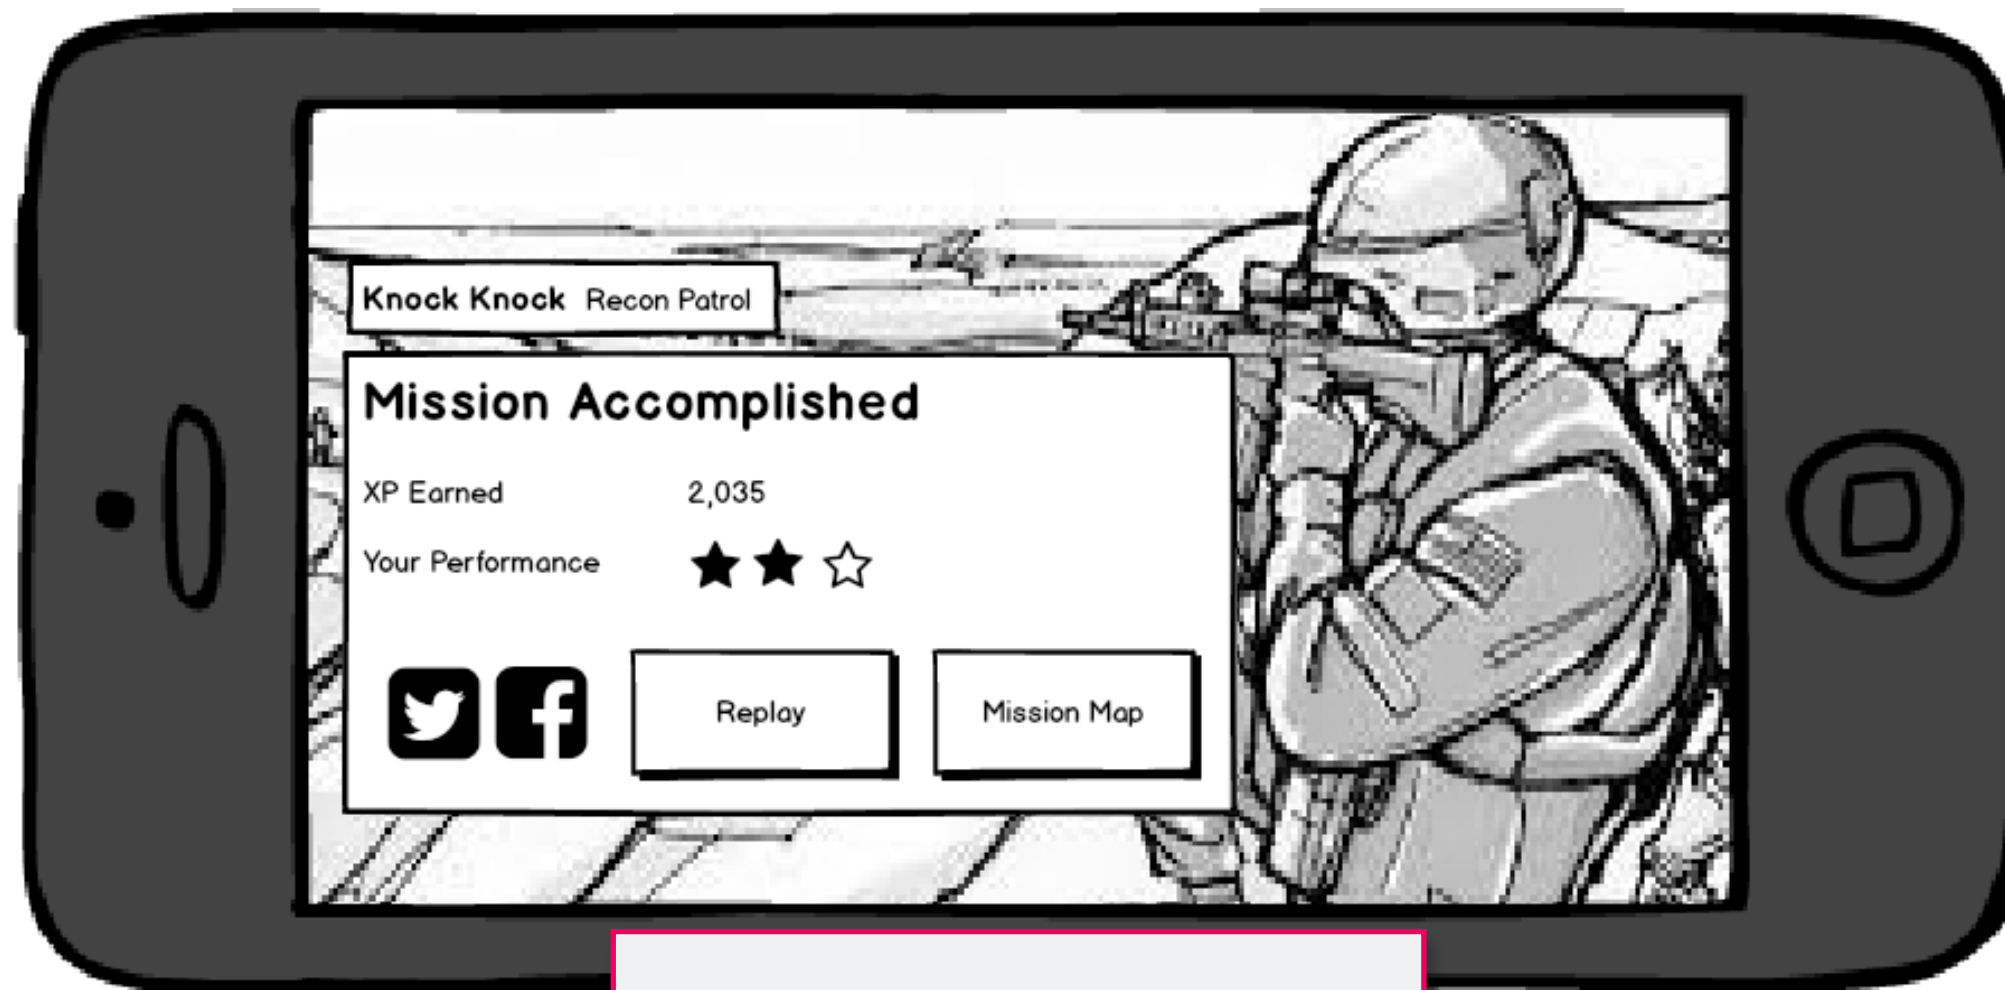 Knock Knock Recon Patrol
Mission Accomplished
XP Earned 2,035
Your Performance
Replay Mission Map